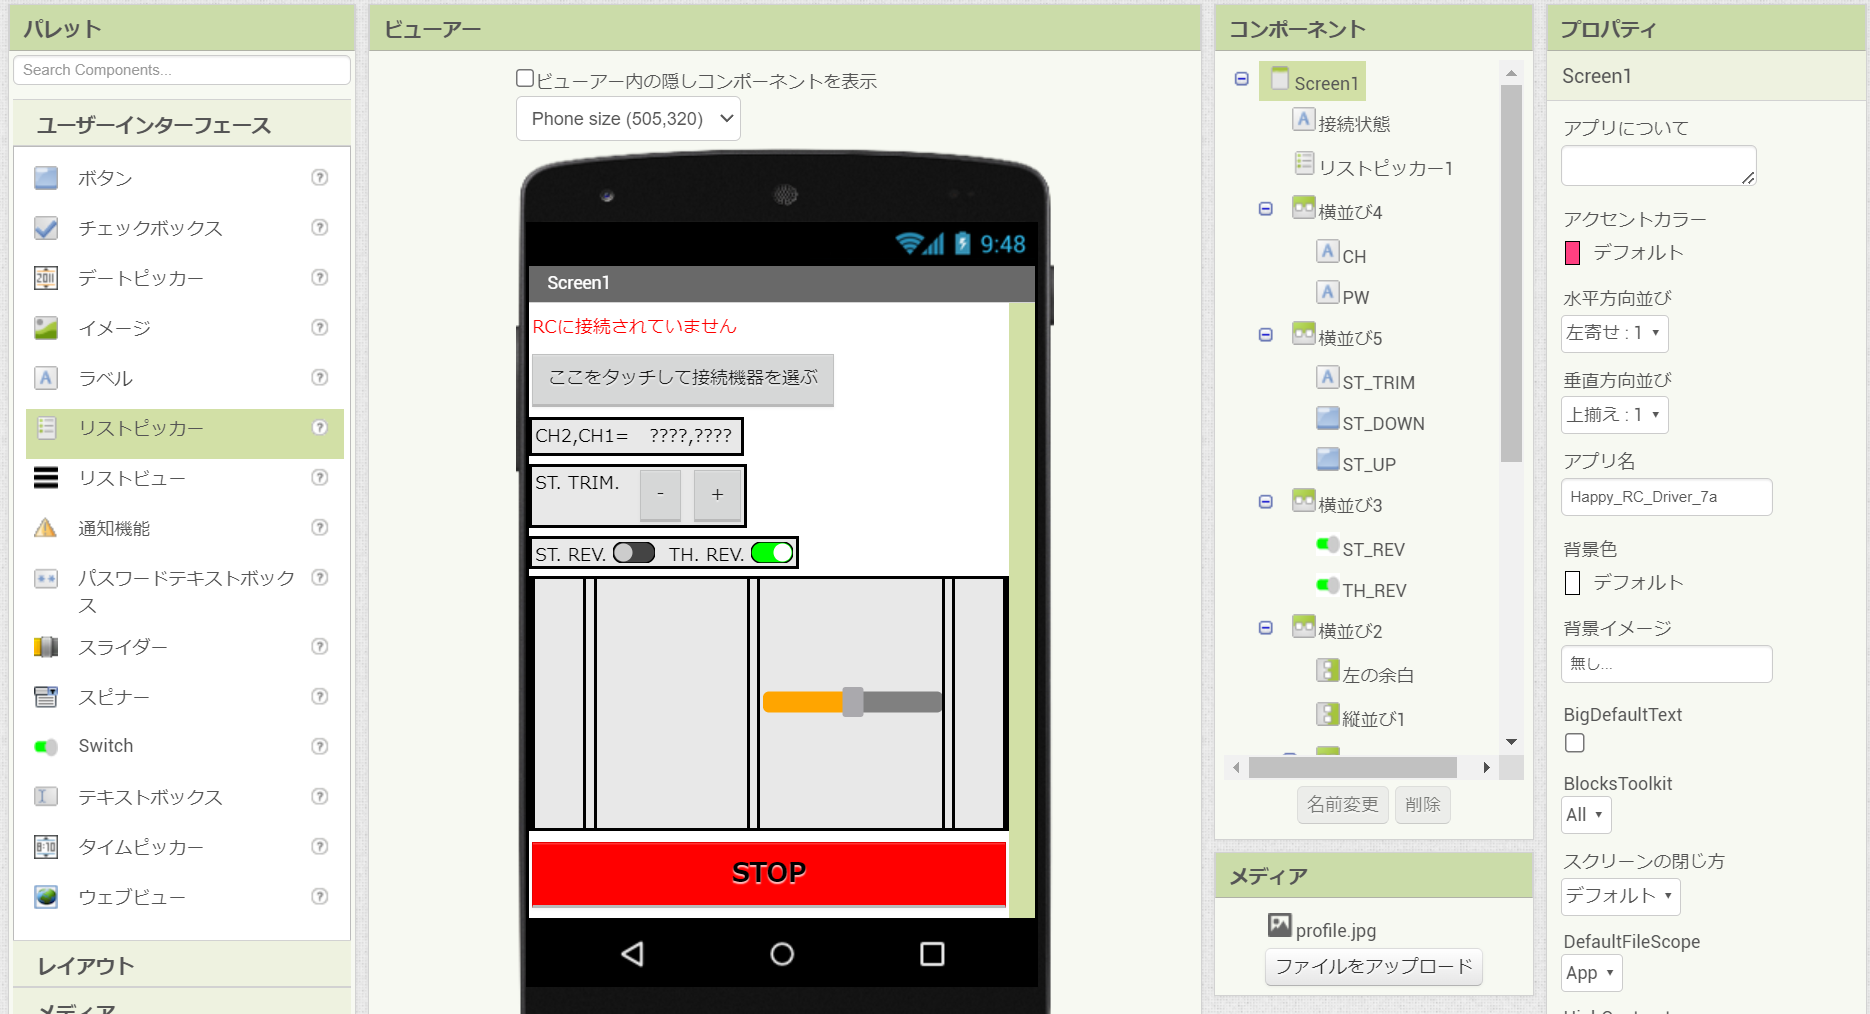 パレット
Search Components...
ユーザーインターフェース
ボタン
チェックボックス
デートピッカー
イメージ
ラベル
リストピッカー
リストビュー
通知機能
パスワードテキストボック
ス
スライダー
スピナー
Switch
テキストボックス
タイムピッカー
ウェブビュー
レイアウト
メディア
ビューアー
ビューアー内の隠しコンポーネントを表示
Phone size (505,320)
9:48
Screen1
RCに接続されていません
ここをタッチして接続機器を選ぶ
CH2,CH1= ????,????
ST. TRIM. - +
ST. REV. TH. REV.
STOP
コンポーネント
Screen1
接続状態
リストピッカー1
横並び4
CH
PW
横並び5
ST_TRIM
ST_DOWN
ST_UP
横並び3
ST_REV
TH_REV
横並び2
左の余白
縦並び1
名前変更 削除
メディア
profile.jpg
ファイルをアップロード
プロパティ
Screen1
アプリについて
アクセントカラー
デフォルト
水平方向並び
左寄せ : 1
垂直方向並び
上揃え : 1
アプリ名
Happy_RC_Driver_7a
背景色
デフォルト
背景イメージ
無し...
BigDefaultText
BlocksToolkit
All
スクリーンの閉じ方
デフォルト
DefaultFileScope
App